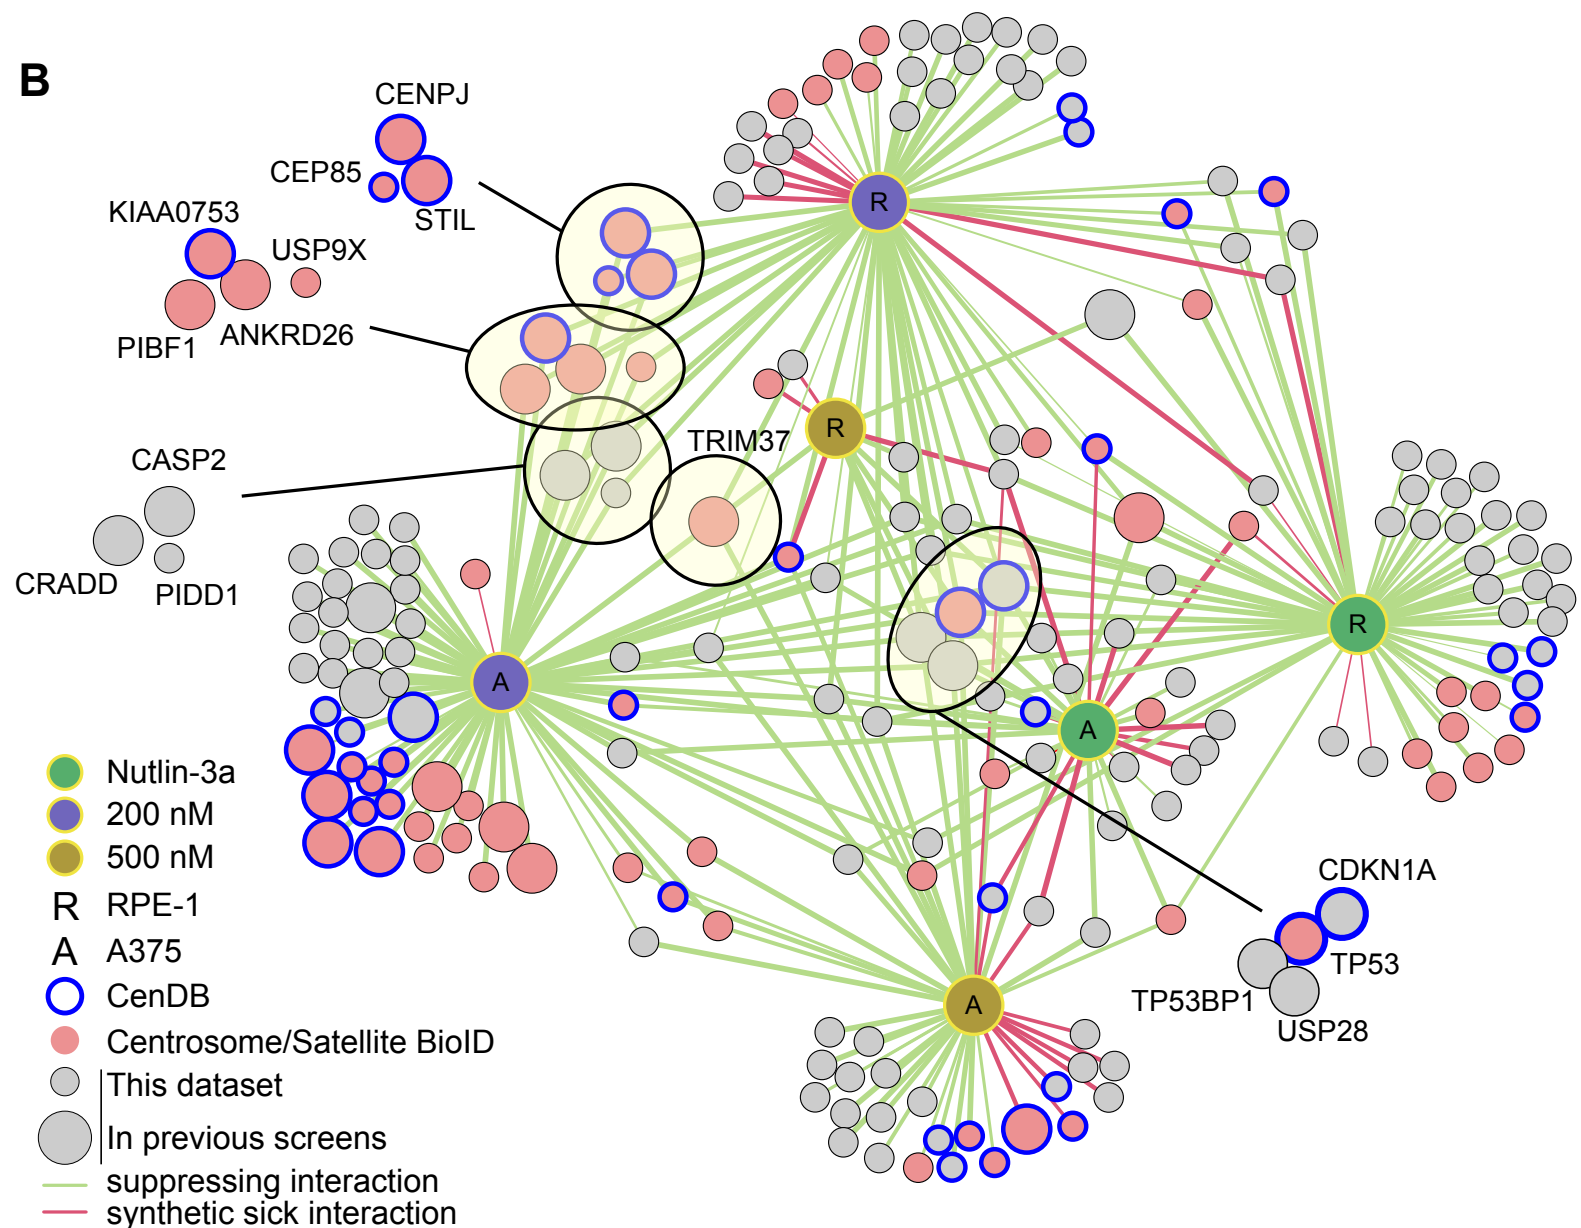 B
CENPJ
CEP85
STIL
KIAA0753
USP9X
PIBF1
ANKRD26
CASP2
CRADD
PIDD1
TRIM37
R
R
R
A
A
A
CDKN1A
TP53
TP53BP1
USP28
Nutlin-3a
200 nM
500 nM
R RPE-1
A A375
CenDB
Centrosome/Satellite BioID
This dataset
In previous screens
suppressing interaction
synthetic sick interaction